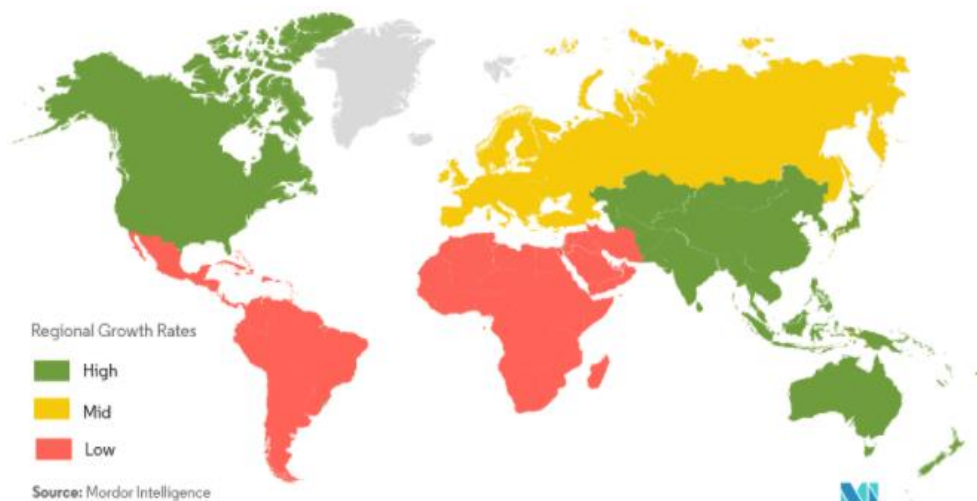 Regional Growth Rates
High
Mid
Low
Source: Mordor Intelligence